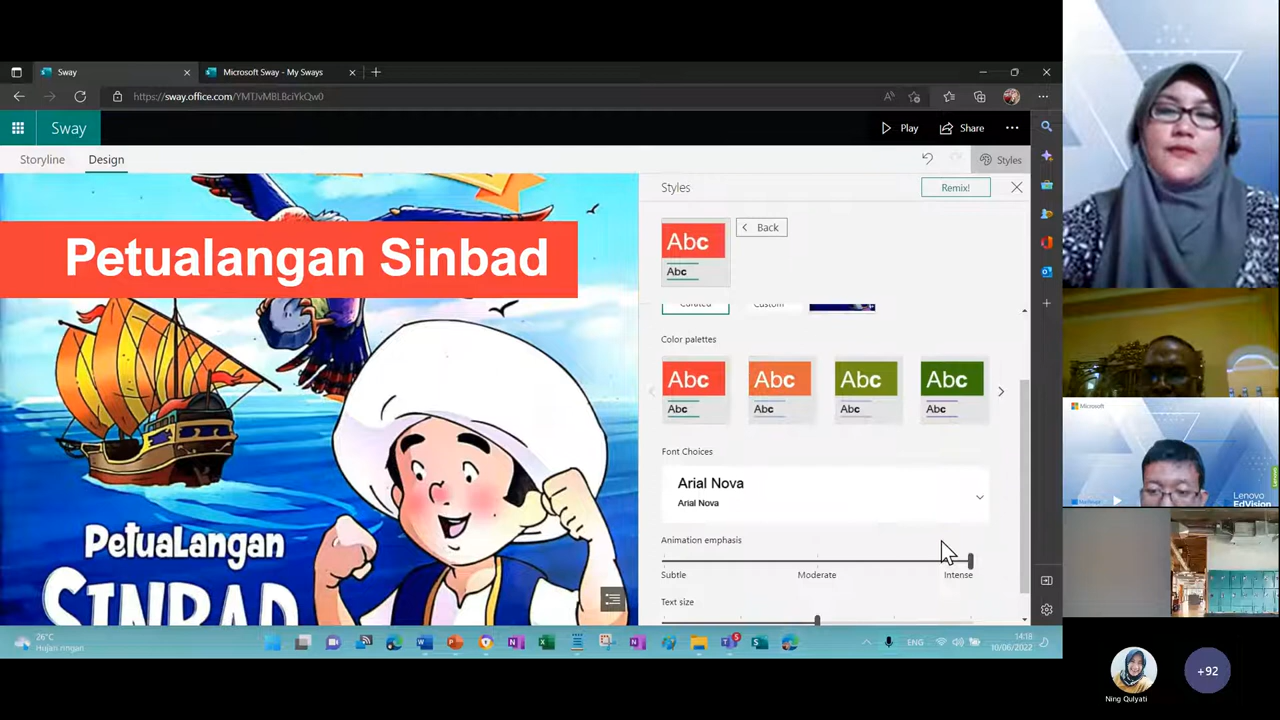 Sway
Microsoft Sway - My Sways
https://sway.office.com/YMTJvMBLBciYkQw0
Sway
Play
Share
Storyline
Design
Styles
Styles
Remix!
Petualangan Sinbad
Abc
Abc
Back
Curated
Custom
Color palettes
Abc
Abc
Abc
Abc
Abc
Abc
Abc
Abc
Font Choices
Arial Nova
Arial Nova
Animation emphasis
Subtle
Moderate
Intense
Text size
PeTuaLangan
SINBAD
26°C
Hujan ringan
ENG
14:18
10/06/2022
Microsoft
Lenovo
EdVision
Ning Qulyati
+92